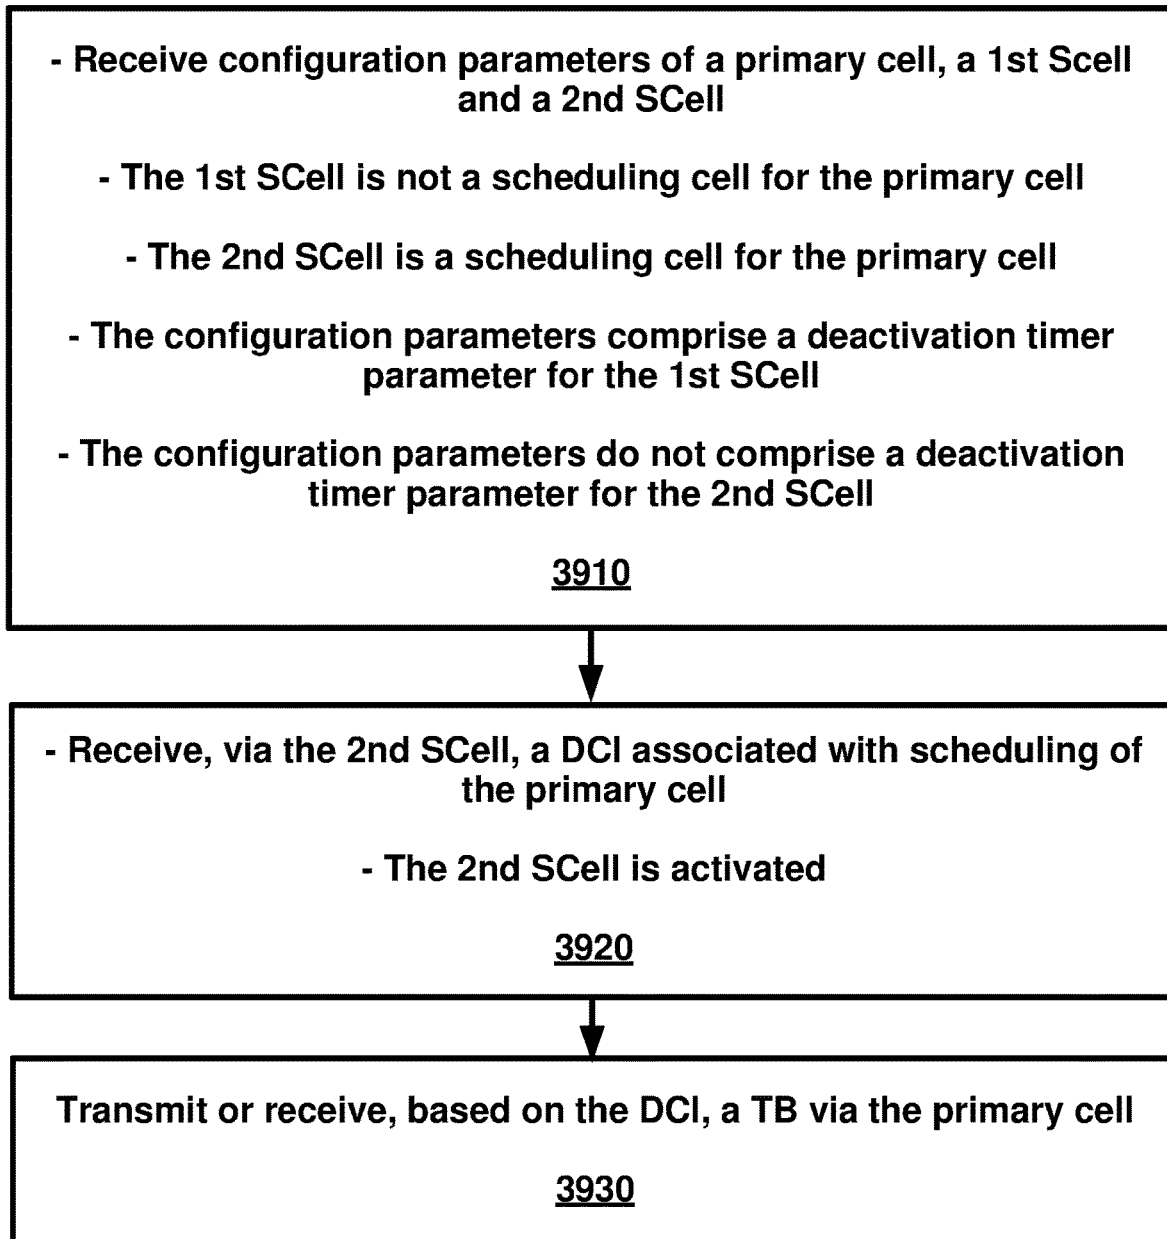 - Receive configuration parameters of a primary cell, a 1st Scell
and a 2nd SCell
- The 1st SCell is not a scheduling cell for the primary cell
- The 2nd SCell is a scheduling cell for the primary cell
- The configuration parameters comprise a deactivation timer
parameter for the 1st SCell
- The configuration parameters do not comprise a deactivation
timer parameter for the 2nd SCell
3910
- Receive, via the 2nd SCell, a DCI associated with scheduling of
the primary cell
- The 2nd SCell is activated
3920
Transmit or receive, based on the DCI, a TB via the primary cell
3930